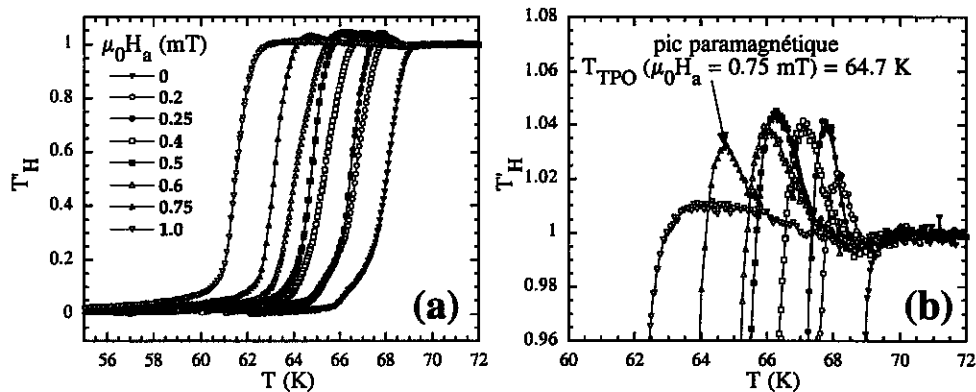 1
0.8
0.6
0.4
0.2
0
T'H
μ0Ha (mT)
0
0.2
0.25
0.4
0.5
0.6
0.75
1.0
(a)
56 58 60 62 64 66 68 70 72
T (K)
1.08
1.06
1.04
1.02
1.00
0.98
0.96
T'H
pic paramagnétique
TTPO (μ0Ha = 0.75 mT) = 64.7 K
(b)
60 62 64 66 68 70 72
T (K)